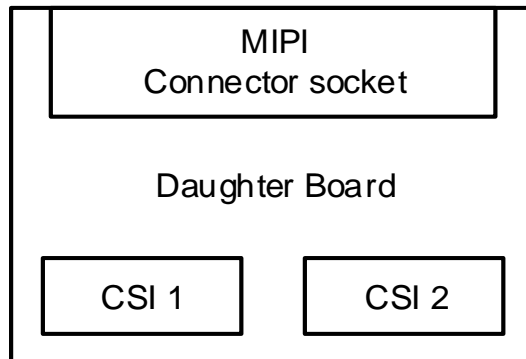 MIPI
Connector socket
Daughter Board
CSI 1
CSI 2